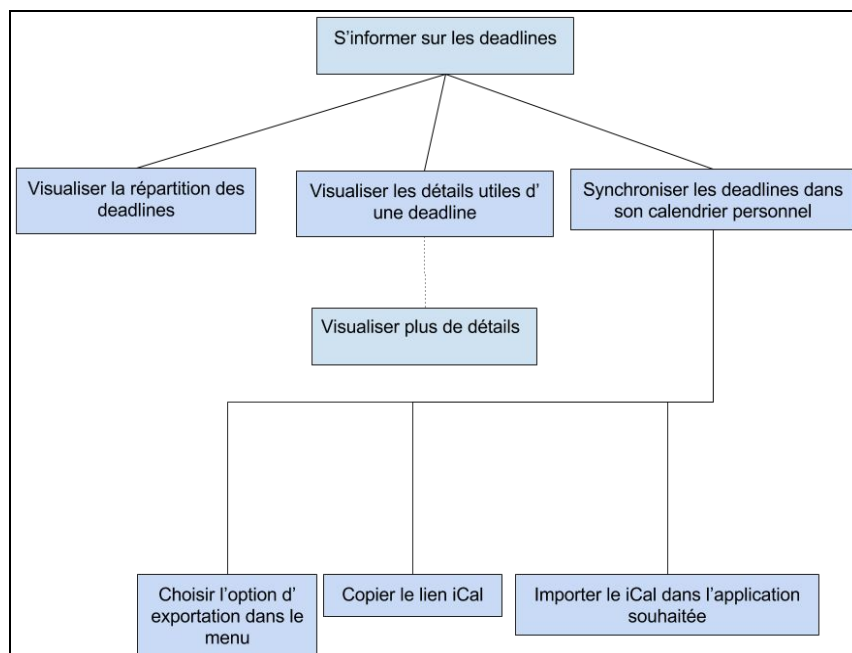 S'informer sur les deadlines
Visualiser la répartition des
deadlines
Visualiser les détails utiles d'
une deadline
Synchroniser les deadlines dans
son calendrier personnel
Visualiser plus de détails
Choisir l'option d'
exportation dans le
menu
Copier le lien iCal
Importer le iCal dans l'application
souhaitée